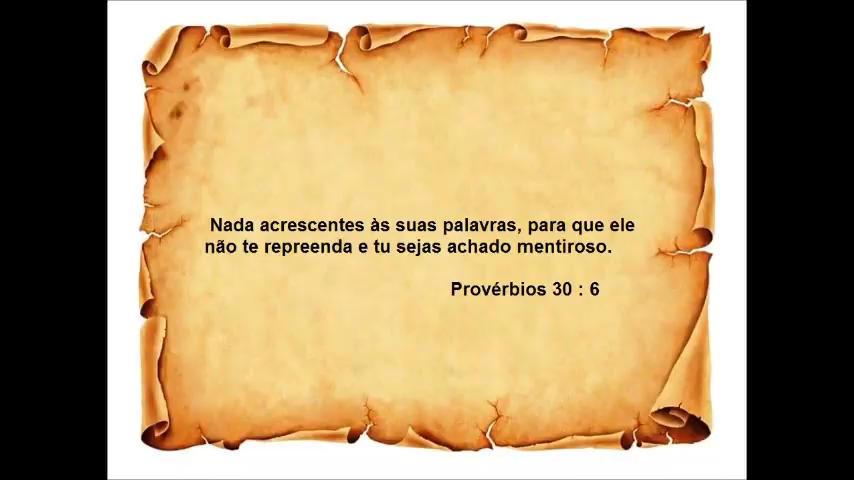 Nada acrescentes às suas palavras, para que ele
não te repreenda e tu sejas achado mentiroso.
Provérbios 30 : 6